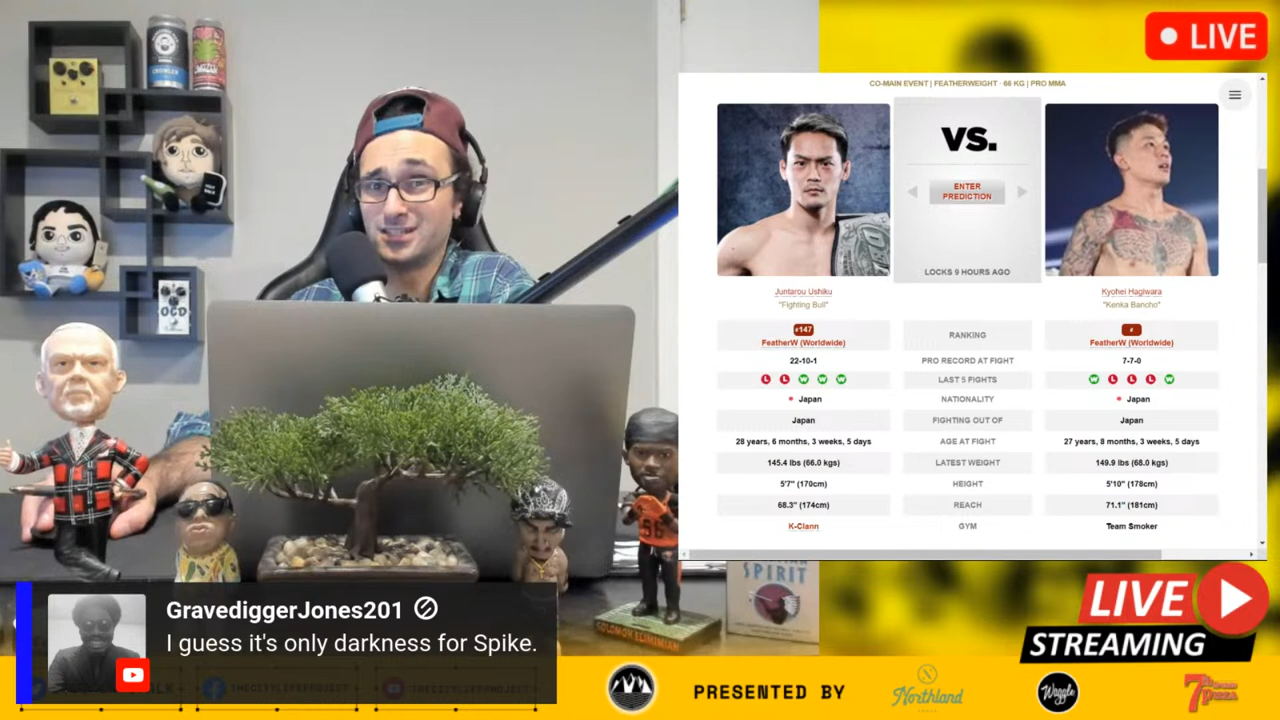 LIVE
CO-MAIN EVENT | FEATHERWEIGHT · 66 KG | PRO MMA
VS.
ENTER
PREDICTION
LOCKS 9 HOURS AGO
Juntarou Ushiku
Kyohei Hagiwara
"Fighting Bull"
"Kenka Bancho"
#147
RANKING
#
FeatherW (Worldwide)
FeatherW (Worldwide)
22-10-1
PRO RECORD AT FIGHT
7-7-0
L L W W W
LAST 5 FIGHTS
W L L L W
Japan
NATIONALITY
Japan
Japan
FIGHTING OUT OF
Japan
28 years, 6 months, 3 weeks, 5 days
AGE AT FIGHT
27 years, 8 months, 3 weeks, 5 days
145.4 lbs (66.0 kgs)
LATEST WEIGHT
149.9 lbs (68.0 kgs)
5'7" (170cm)
HEIGHT
5'10" (178cm)
68.3" (174cm)
REACH
71.1" (181cm)
K-Clann
GYM
Team Smoker
CROWLER
OCD
SPIRIT
SOLOMON ELIMIMIAN
GravediggerJones201
I guess it's only darkness for Spike.
LIVE
STREAMING
PRESENTED BY
Northland
Waggle